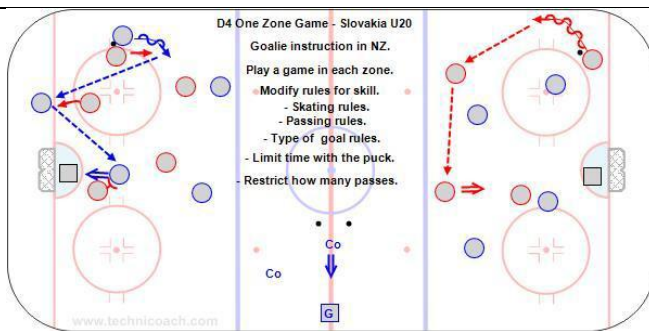 D4 One Zone Game - Slovakia U20
Goalie instruction in NZ.
Play a game in each zone.
Modify rules for skill.
- Skating rules.
- Passing rules.
- Type of goal rules.
- Limit time with the puck.
- Restrict how many passes.
Co
Co
G
www.technicoach.com